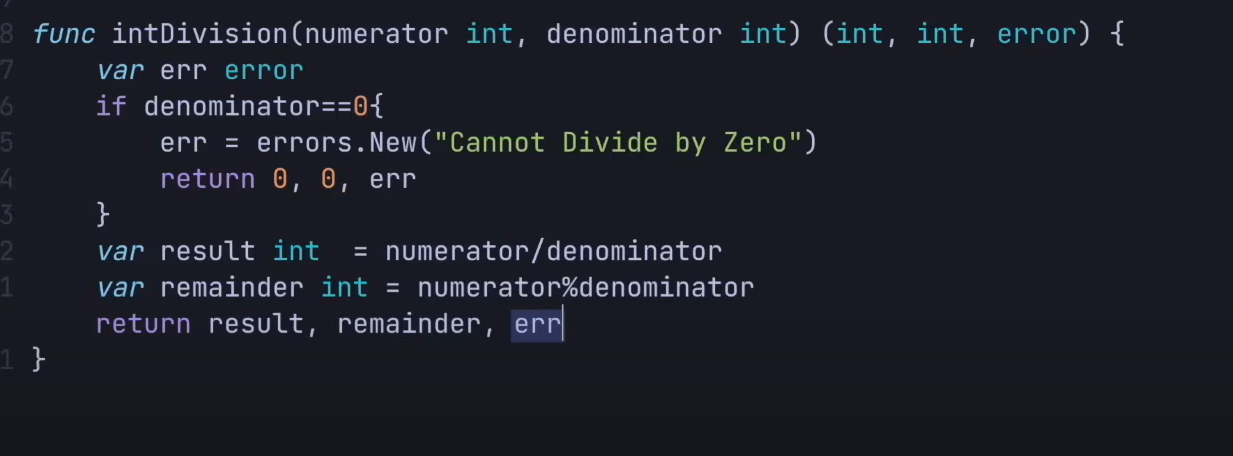 8 func intDivision(numerator int, denominator int) (int, int, error) {
7     var err error
6     if denominator==0{
5         err = errors.New("Cannot Divide by Zero")
4         return 0, 0, err
3     }
2     var result int  = numerator/denominator
1     var remainder int = numerator%denominator
    return result, remainder, err
1 }